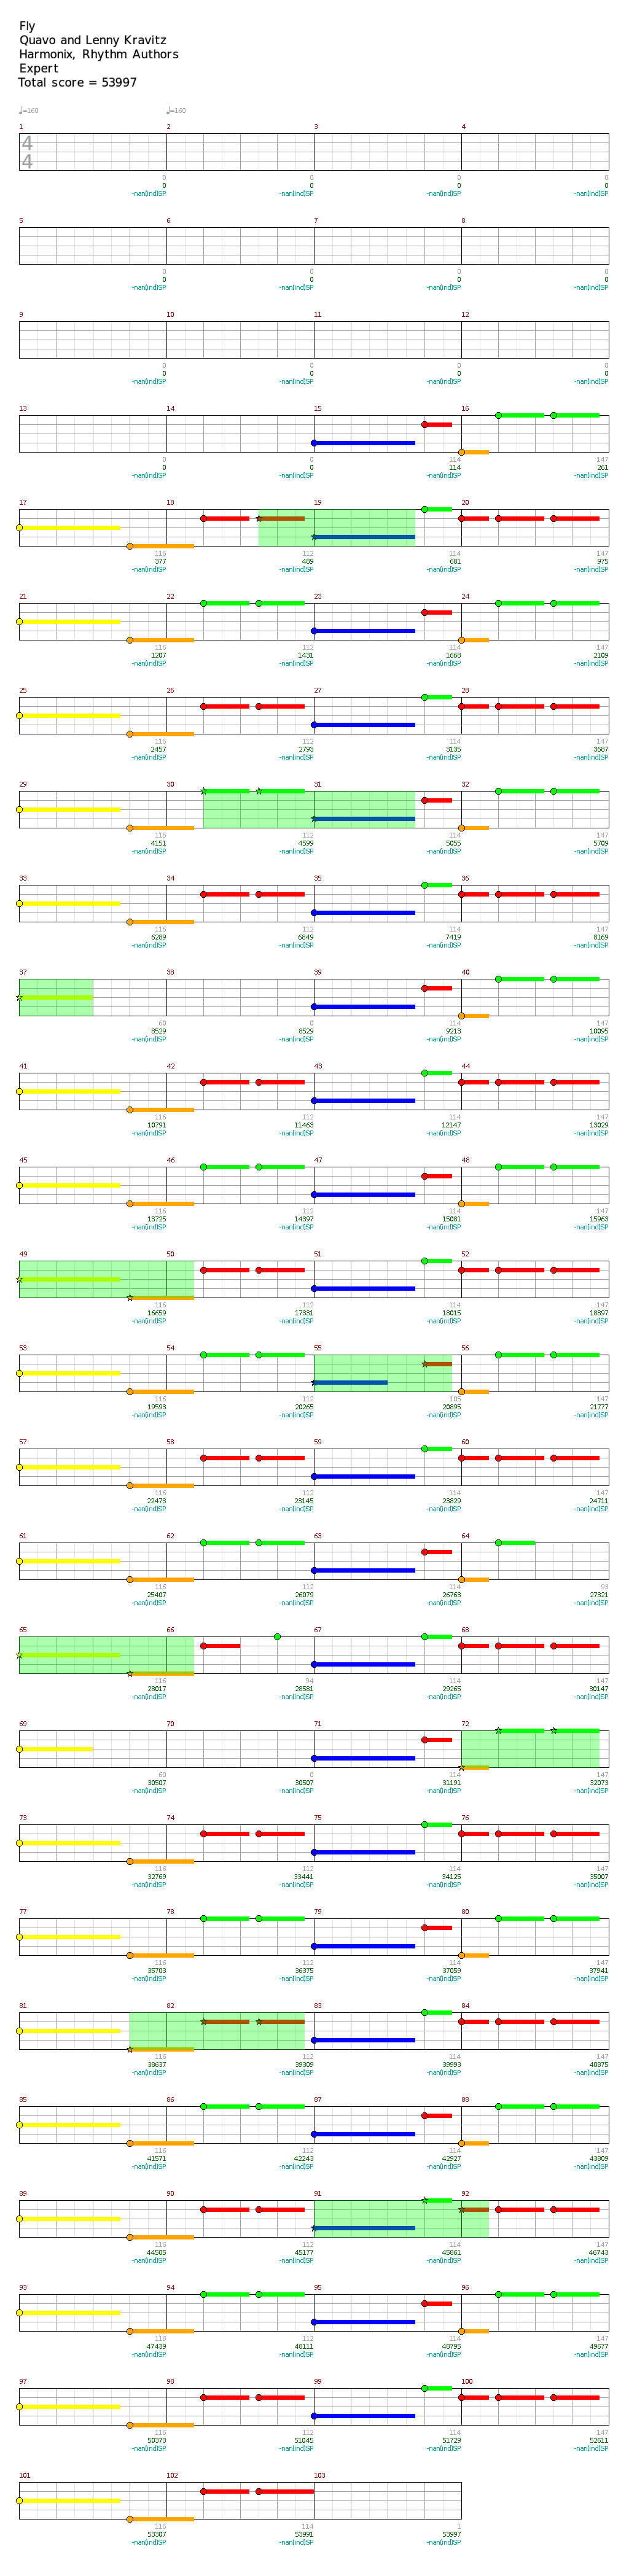 Fly
Quavo and Lenny Kravitz
Harmonix, Rhythm Authors
Expert
Total score = 53997
♩=160 ♩=160
1 2 3 4
4
4
0 0 0 0
0 0 0 0
-nan(ind)SP -nan(ind)SP -nan(ind)SP -nan(ind)SP
5 6 7 8
0 0 0 0
0 0 0 0
-nan(ind)SP -nan(ind)SP -nan(ind)SP -nan(ind)SP
9 10 11 12
0 0 0 0
0 0 0 0
-nan(ind)SP -nan(ind)SP -nan(ind)SP -nan(ind)SP
13 14 15 16
0 0 114 147
0 0 114 261
-nan(ind)SP -nan(ind)SP -nan(ind)SP -nan(ind)SP
17 18 19 20
116 112 114 147
377 489 681 975
-nan(ind)SP -nan(ind)SP -nan(ind)SP -nan(ind)SP
21 22 23 24
116 112 114 147
1207 1431 1668 2109
-nan(ind)SP -nan(ind)SP -nan(ind)SP -nan(ind)SP
25 26 27 28
116 112 114 147
2457 2793 3135 3687
-nan(ind)SP -nan(ind)SP -nan(ind)SP -nan(ind)SP
29 30 31 32
116 112 114 147
4151 4599 5055 5709
-nan(ind)SP -nan(ind)SP -nan(ind)SP -nan(ind)SP
33 34 35 36
116 112 114 147
6289 6849 7419 8169
-nan(ind)SP -nan(ind)SP -nan(ind)SP -nan(ind)SP
37 38 39 40
60 0 114 147
8529 8529 9213 10095
-nan(ind)SP -nan(ind)SP -nan(ind)SP -nan(ind)SP
41 42 43 44
116 112 114 147
10791 11463 12147 13029
-nan(ind)SP -nan(ind)SP -nan(ind)SP -nan(ind)SP
45 46 47 48
116 112 114 147
13725 14397 15081 15963
-nan(ind)SP -nan(ind)SP -nan(ind)SP -nan(ind)SP
49 50 51 52
116 112 114 147
16659 17331 18015 18897
-nan(ind)SP -nan(ind)SP -nan(ind)SP -nan(ind)SP
53 54 55 56
116 112 105 147
19593 20265 20895 21777
-nan(ind)SP -nan(ind)SP -nan(ind)SP -nan(ind)SP
57 58 59 60
116 112 114 147
22473 23145 23829 24711
-nan(ind)SP -nan(ind)SP -nan(ind)SP -nan(ind)SP
61 62 63 64
116 112 114 93
25407 26079 26763 27321
-nan(ind)SP -nan(ind)SP -nan(ind)SP -nan(ind)SP
65 66 67 68
116 94 114 147
28017 28581 29265 30147
-nan(ind)SP -nan(ind)SP -nan(ind)SP -nan(ind)SP
69 70 71 72
60 0 114 147
30507 30507 31191 32073
-nan(ind)SP -nan(ind)SP -nan(ind)SP -nan(ind)SP
73 74 75 76
116 112 114 147
32769 33441 34125 35007
-nan(ind)SP -nan(ind)SP -nan(ind)SP -nan(ind)SP
77 78 79 80
116 112 114 147
35703 36375 37059 37941
-nan(ind)SP -nan(ind)SP -nan(ind)SP -nan(ind)SP
81 82 83 84
116 112 114 147
38637 39309 39993 40875
-nan(ind)SP -nan(ind)SP -nan(ind)SP -nan(ind)SP
85 86 87 88
116 112 114 147
41571 42243 42927 43809
-nan(ind)SP -nan(ind)SP -nan(ind)SP -nan(ind)SP
89 90 91 92
116 112 114 147
44505 45177 45861 46743
-nan(ind)SP -nan(ind)SP -nan(ind)SP -nan(ind)SP
93 94 95 96
116 112 114 147
47439 48111 48795 49677
-nan(ind)SP -nan(ind)SP -nan(ind)SP -nan(ind)SP
97 98 99 100
116 112 114 147
50373 51045 51729 52611
-nan(ind)SP -nan(ind)SP -nan(ind)SP -nan(ind)SP
101 102 103
116 114 1
53307 53991 53997
-nan(ind)SP -nan(ind)SP -nan(ind)SP